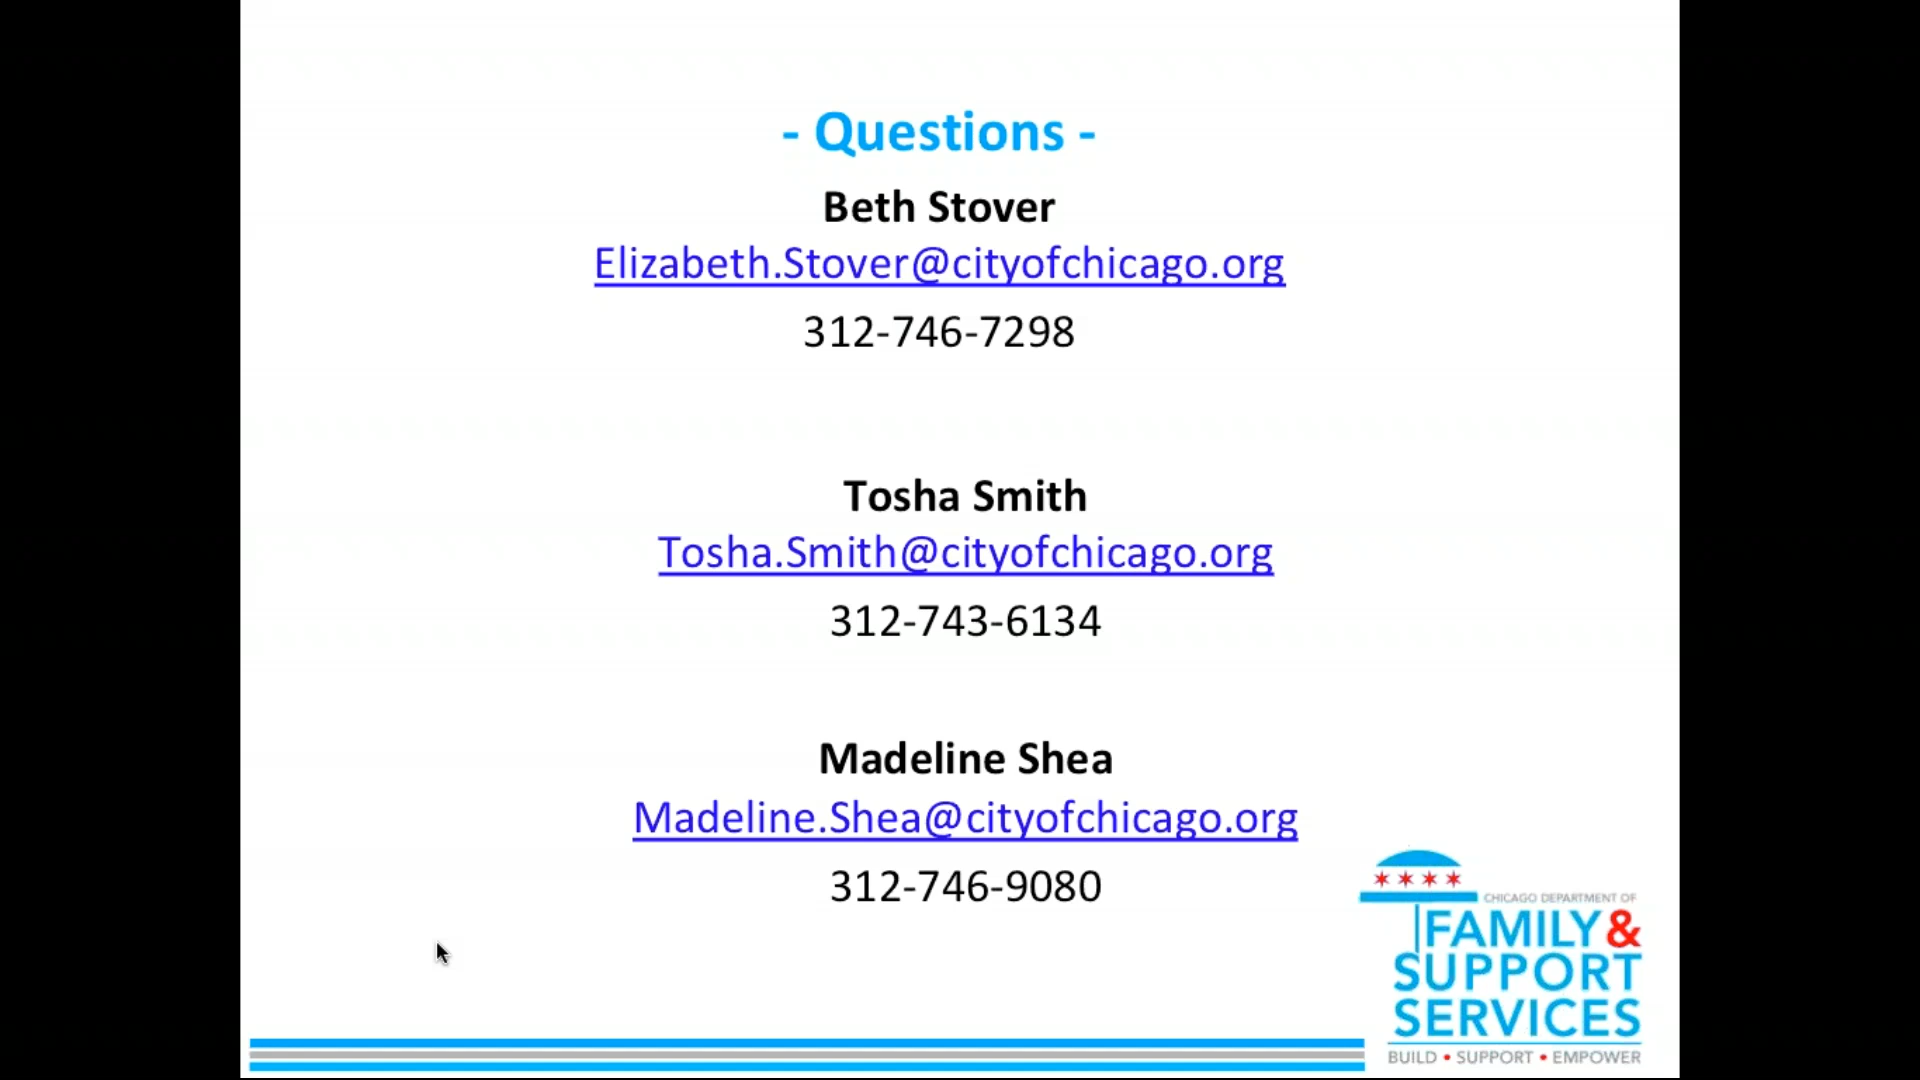 - Questions -
Beth Stover
Elizabeth.Stover@cityofchicago.org
312-746-7298
Tosha Smith
Tosha.Smith@cityofchicago.org
312-743-6134
Madeline Shea
Madeline.Shea@cityofchicago.org
312-746-9080
CHICAGO DEPARTMENT OF
FAMILY &
SUPPORT
SERVICES
BUILD • SUPPORT • EMPOWER